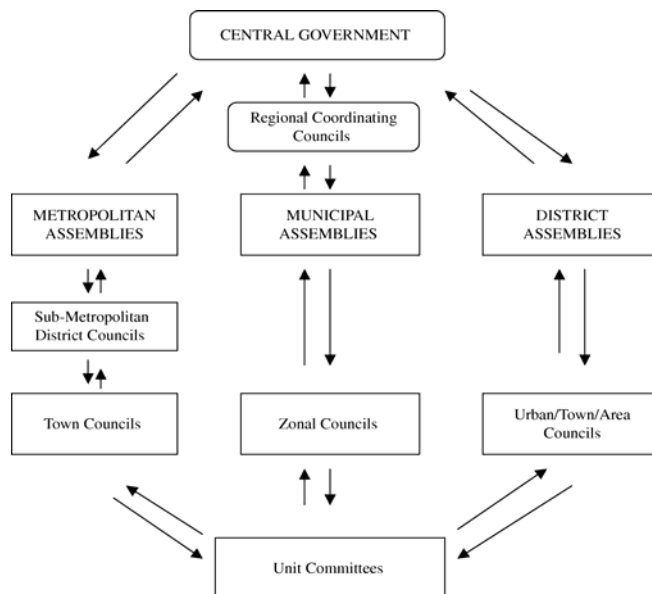 CENTRAL GOVERNMENT
Regional Coordinating
Councils
METROPOLITAN
ASSEMBLIES
MUNICIPAL
ASSEMBLIES
DISTRICT
ASSEMBLIES
Sub-Metropolitan
District Councils
Town Councils
Zonal Councils
Urban/Town/Area
Councils
Unit Committees